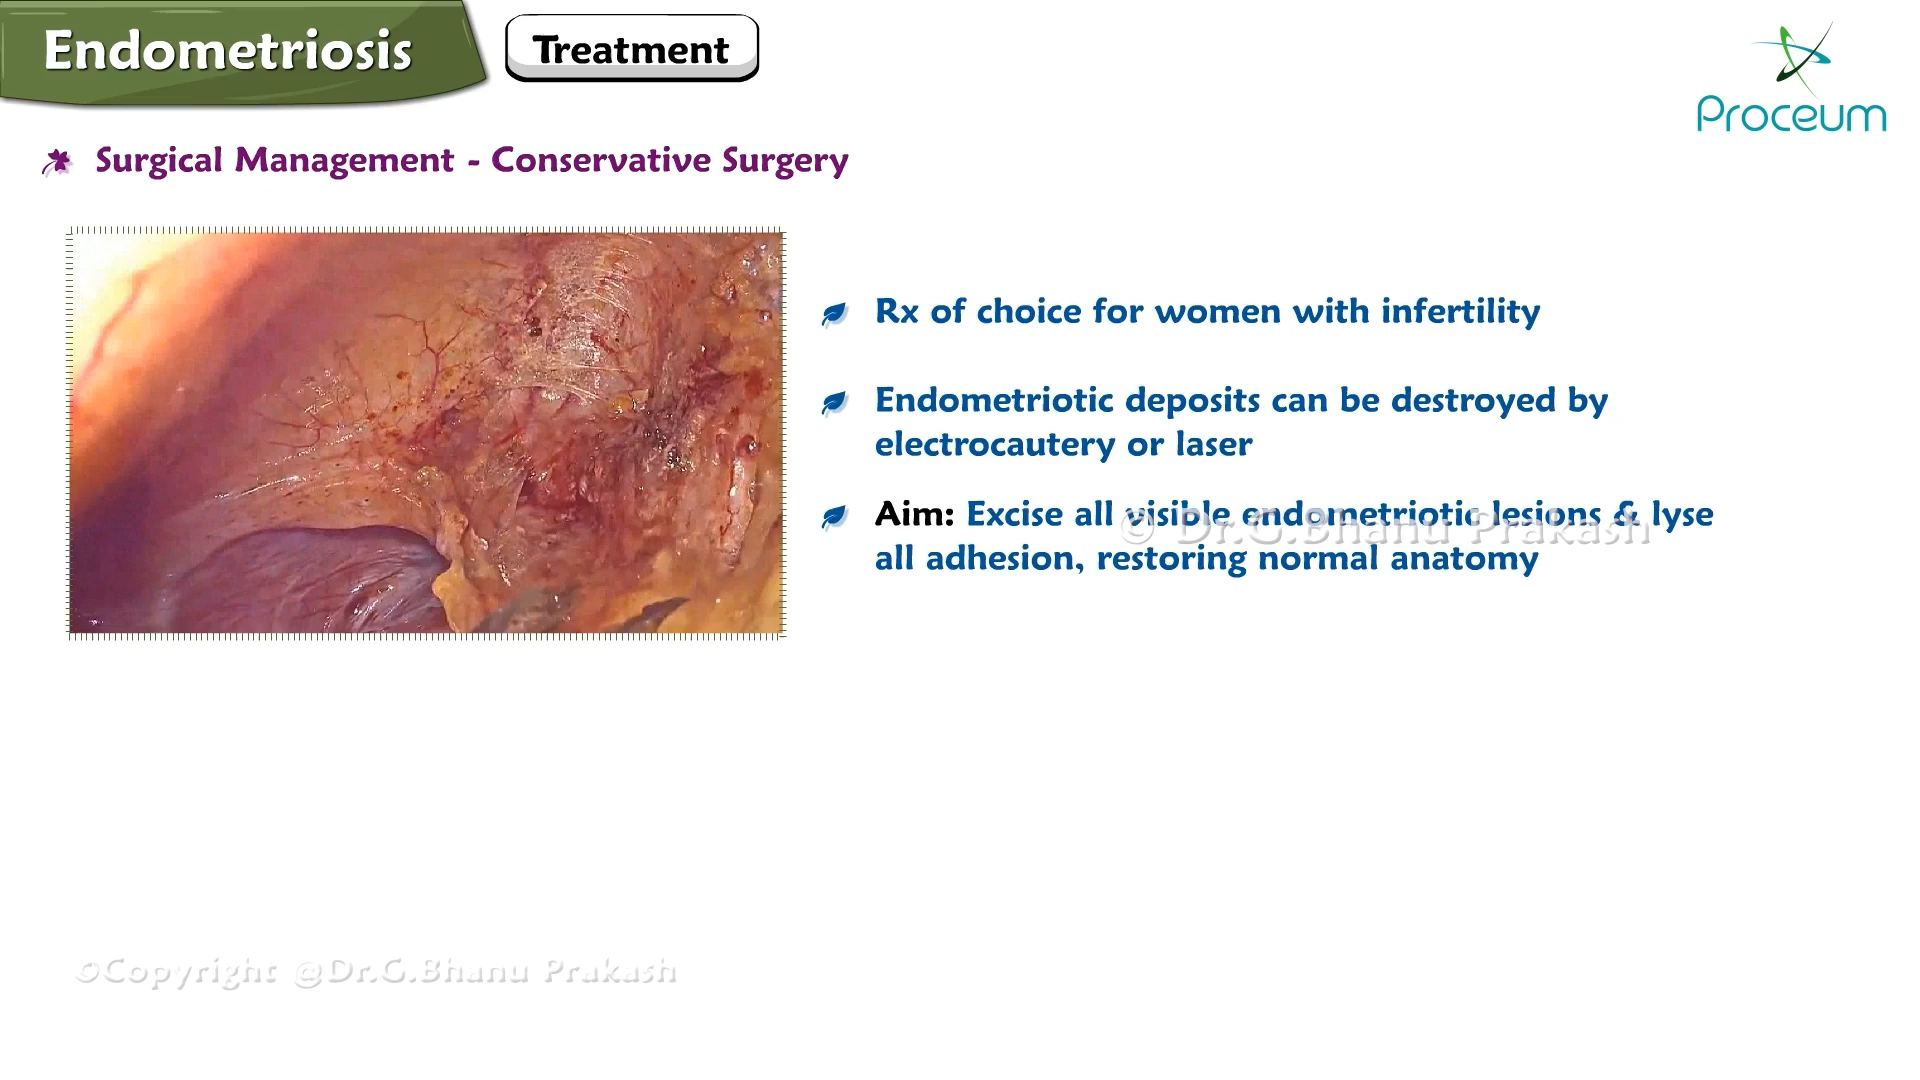 Endometriosis
Treatment
Proceum
Surgical Management - Conservative Surgery
Rx of choice for women with infertility
Endometriotic deposits can be destroyed by
electrocautery or laser
Aim: Excise all visible endometriotic lesions & lyse
all adhesion, restoring normal anatomy
© Dr.G.Bhanu Prakash
©Copyright @Dr.G.Bhanu Prakash